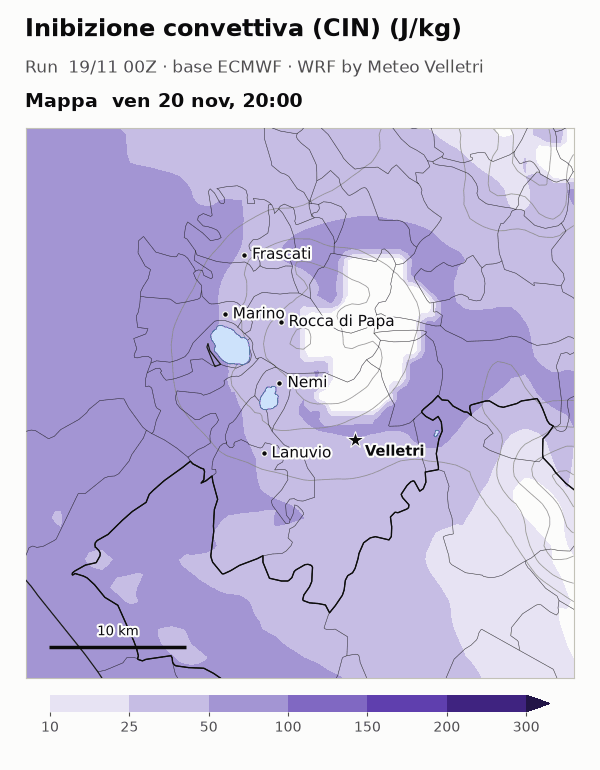 Inibizione convettiva (CIN) (J/kg)
Run  19/11 00Z · base ECMWF · WRF by Meteo Velletri
Mappa  ven 20 nov, 20:00
Frascati
Marino
Rocca di Papa
Nemi
Velletri
Lanuvio
10 km
10 25 50 100 150 200 300